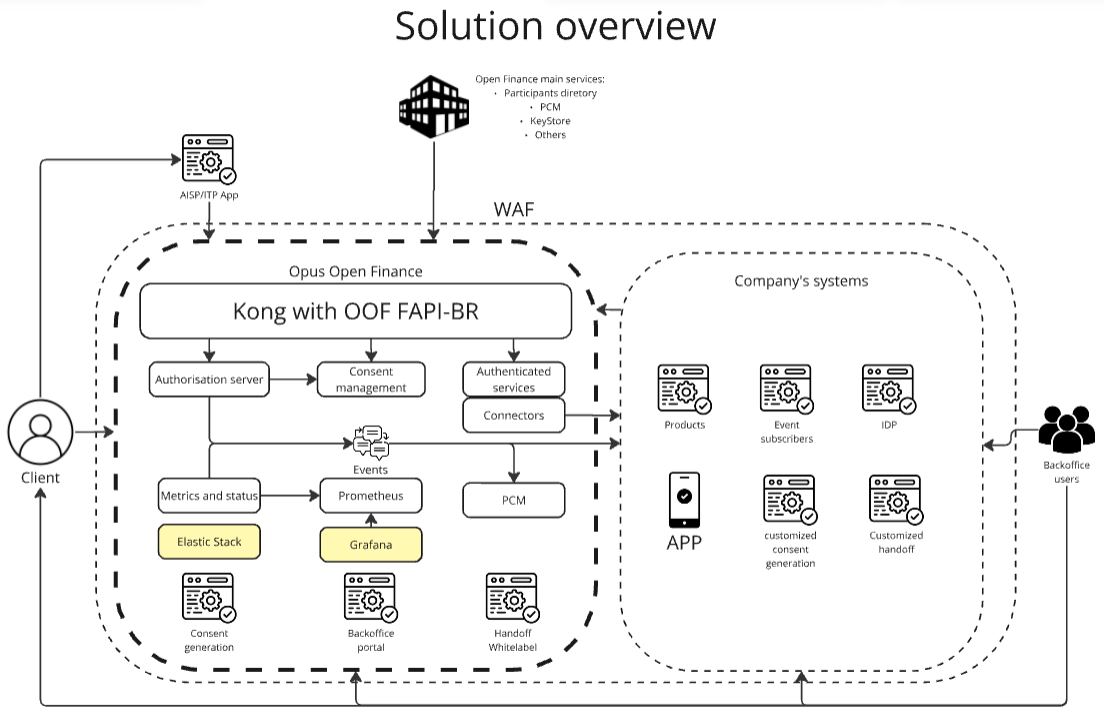 Solution overview
Open Finance main services:
• Participants diretory
• PCM
• KeyStore
• Others
AISP/ITP App
WAF
Opus Open Finance
Kong with OOF FAPI-BR
Authorisation server
Consent
management
Authenticated
services
Connectors
Events
Metrics and status
Prometheus
PCM
Elastic Stack
Grafana
Consent
generation
Backoffice
portal
Handoff
Whitelabel
Company's systems
Products
Event
subscribers
IDP
APP
customized
consent
generation
Customized
handoff
Client
Backoffice
users